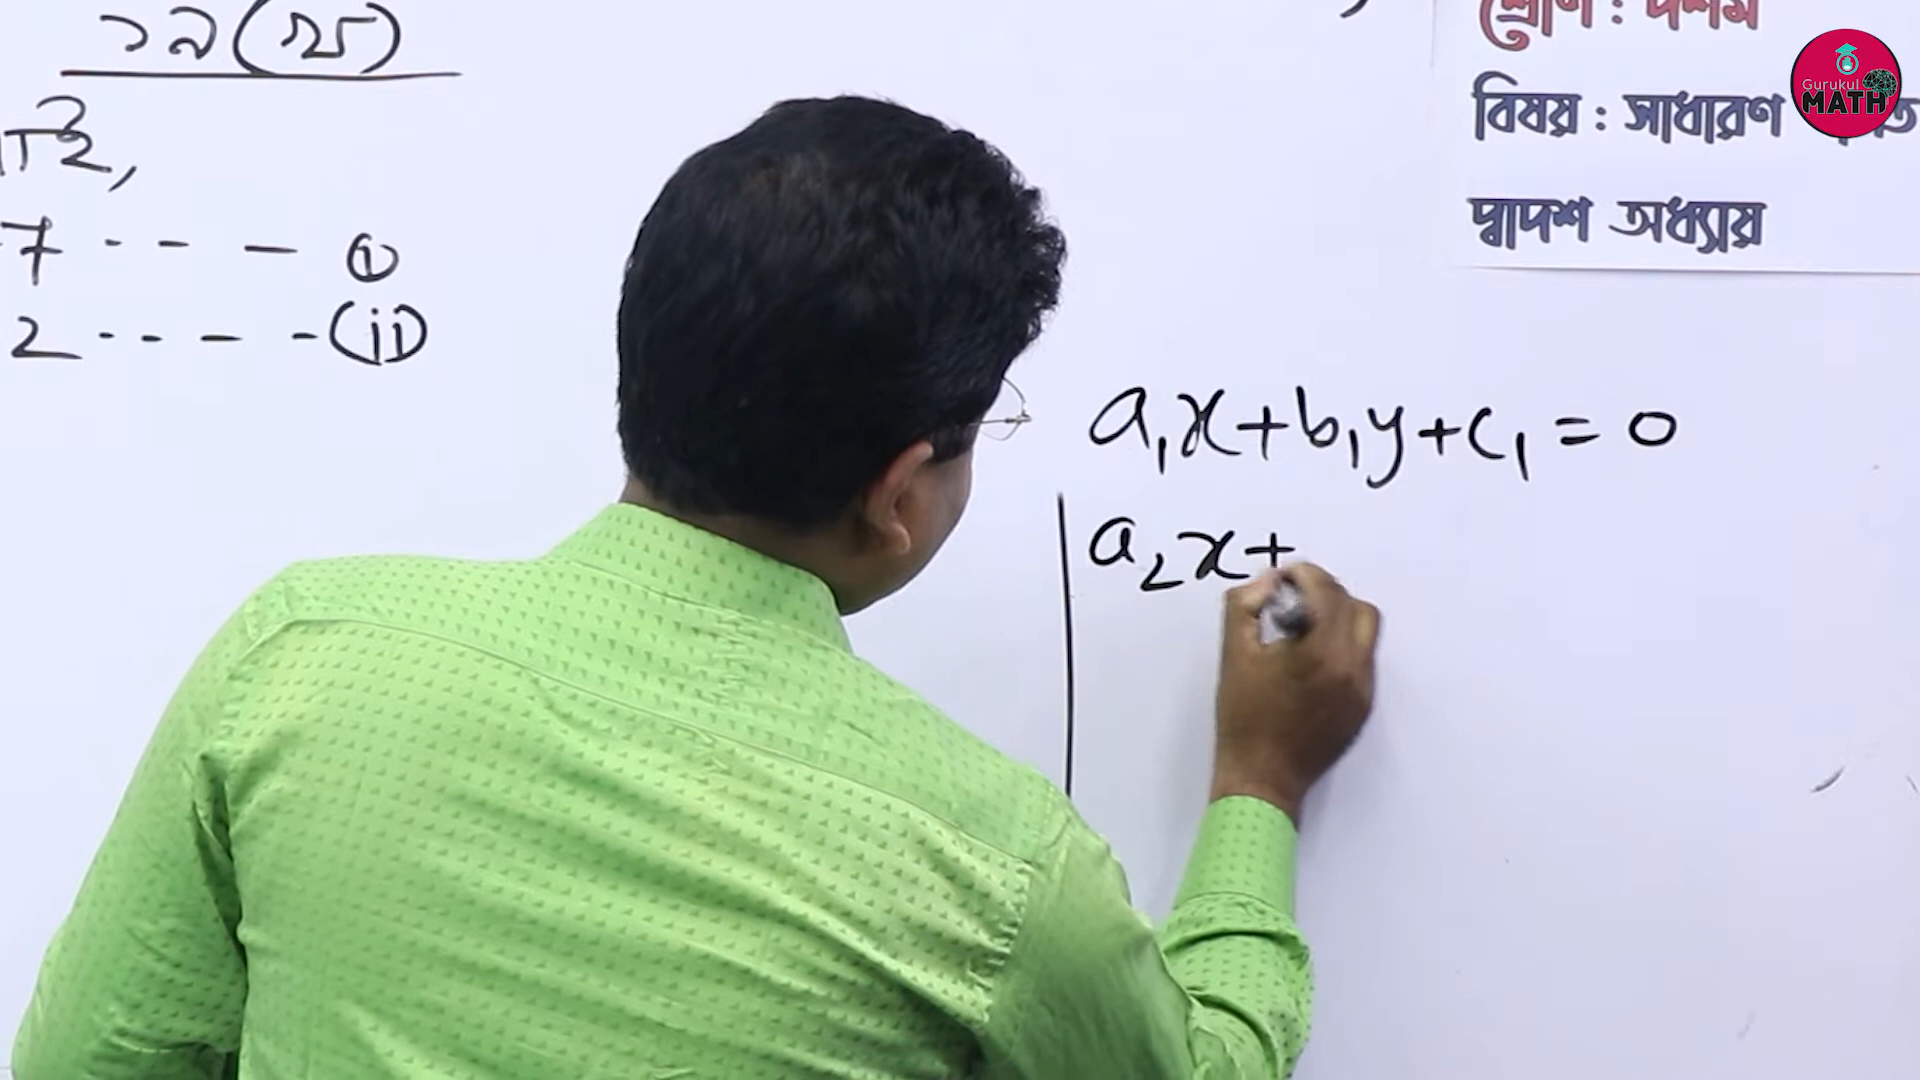 ১২(খ)
7 - - - (i)
2 - - - - (ii)
a₁x+b₁y+c₁ = 0
a₂x+
শ্রেণি : দশম
বিষয় : সাধারণ
দ্বাদশ অধ্যায়
Gurukul
MATH